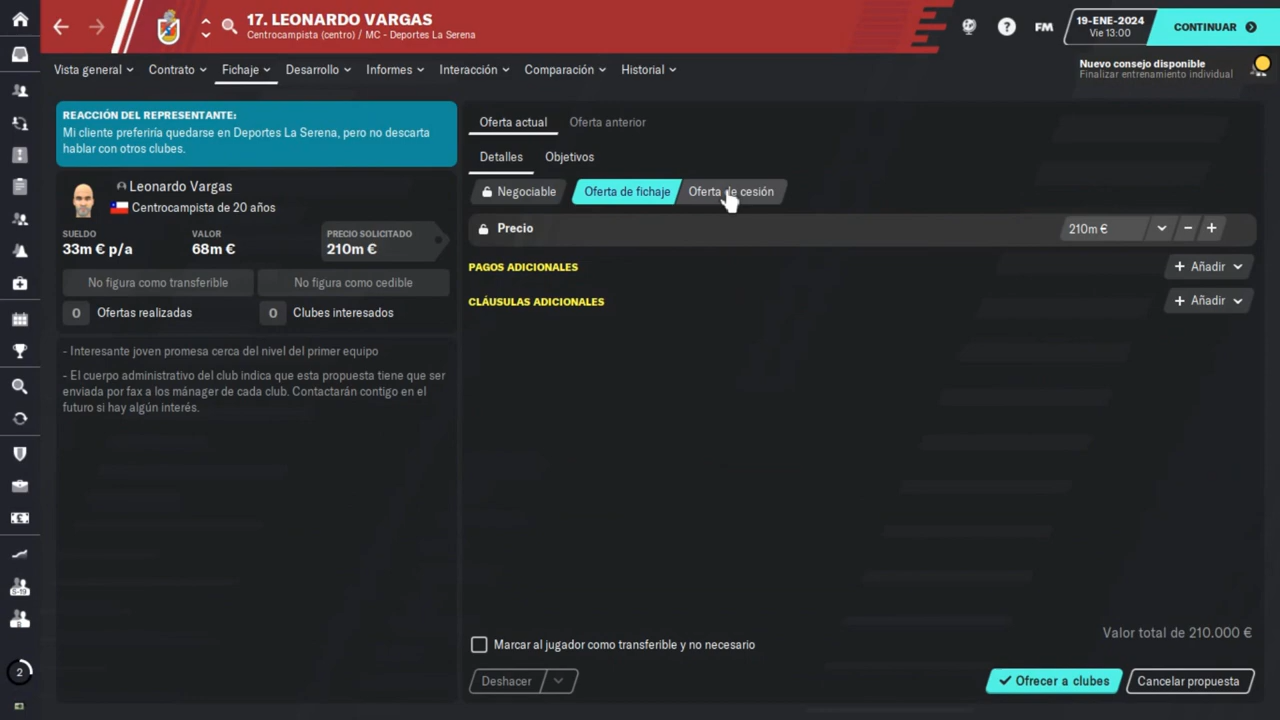 17. LEONARDO VARGAS
Centrocampista (centro) / MC - Deportes La Serena
FM
19-ENE-2024
Vie 13:00
CONTINUAR
Vista general
Contrato
Fichaje
Desarrollo
Informes
Interacción
Comparación
Historial
Nuevo consejo disponible
Finalizar entrenamiento individual
REACCIÓN DEL REPRESENTANTE:
Mi cliente preferiría quedarse en Deportes La Serena, pero no descarta
hablar con otros clubes.
Leonardo Vargas
Centrocampista de 20 años
SUELDO
33m € p/a
VALOR
68m €
PRECIO SOLICITADO
210m €
No figura como transferible
No figura como cedible
0 Ofertas realizadas
0 Clubes interesados
- Interesante joven promesa cerca del nivel del primer equipo
- El cuerpo administrativo del club indica que esta propuesta tiene que ser
enviada por fax a los mánager de cada club. Contactarán contigo en el
futuro si hay algún interés.
Oferta actual
Oferta anterior
Detalles
Objetivos
Negociable
Oferta de fichaje
Oferta de cesión
Precio
210m €
PAGOS ADICIONALES
+ Añadir
CLÁUSULAS ADICIONALES
+ Añadir
Valor total de 210.000 €
Marcar al jugador como transferible y no necesario
Deshacer
Ofrecer a clubes
Cancelar propuesta
S-19
R
2